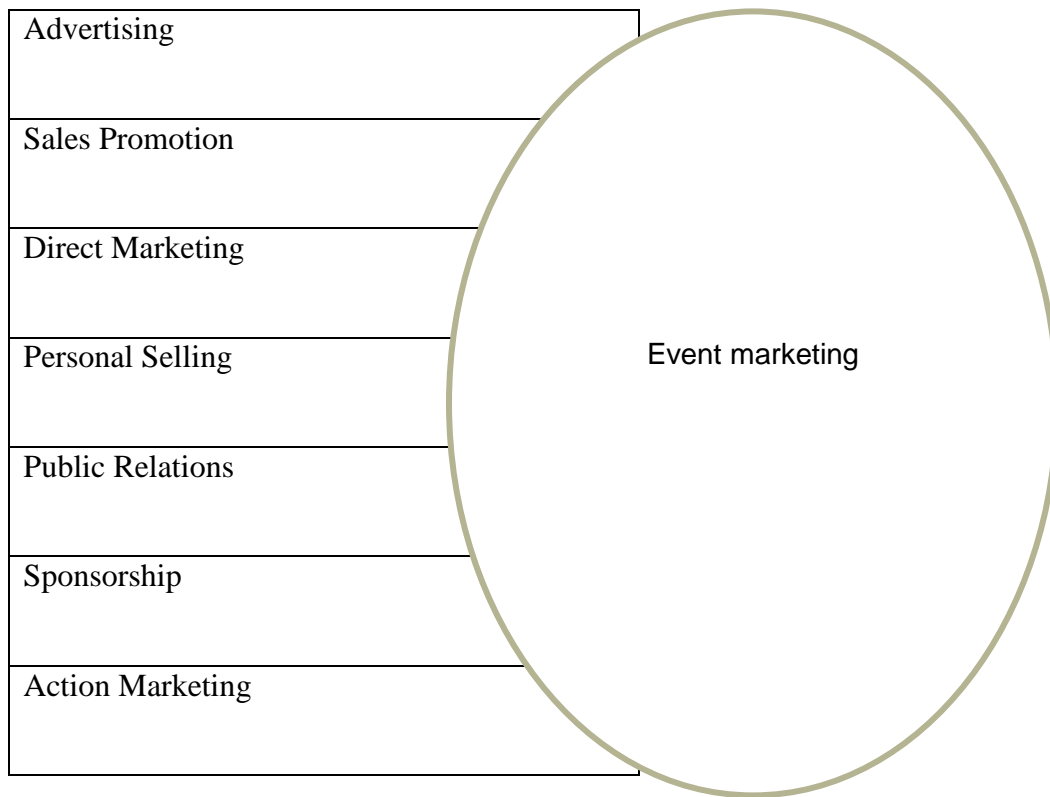 Advertising
Sales Promotion
Direct Marketing
Personal Selling
Event marketing
Public Relations
Sponsorship
Action Marketing